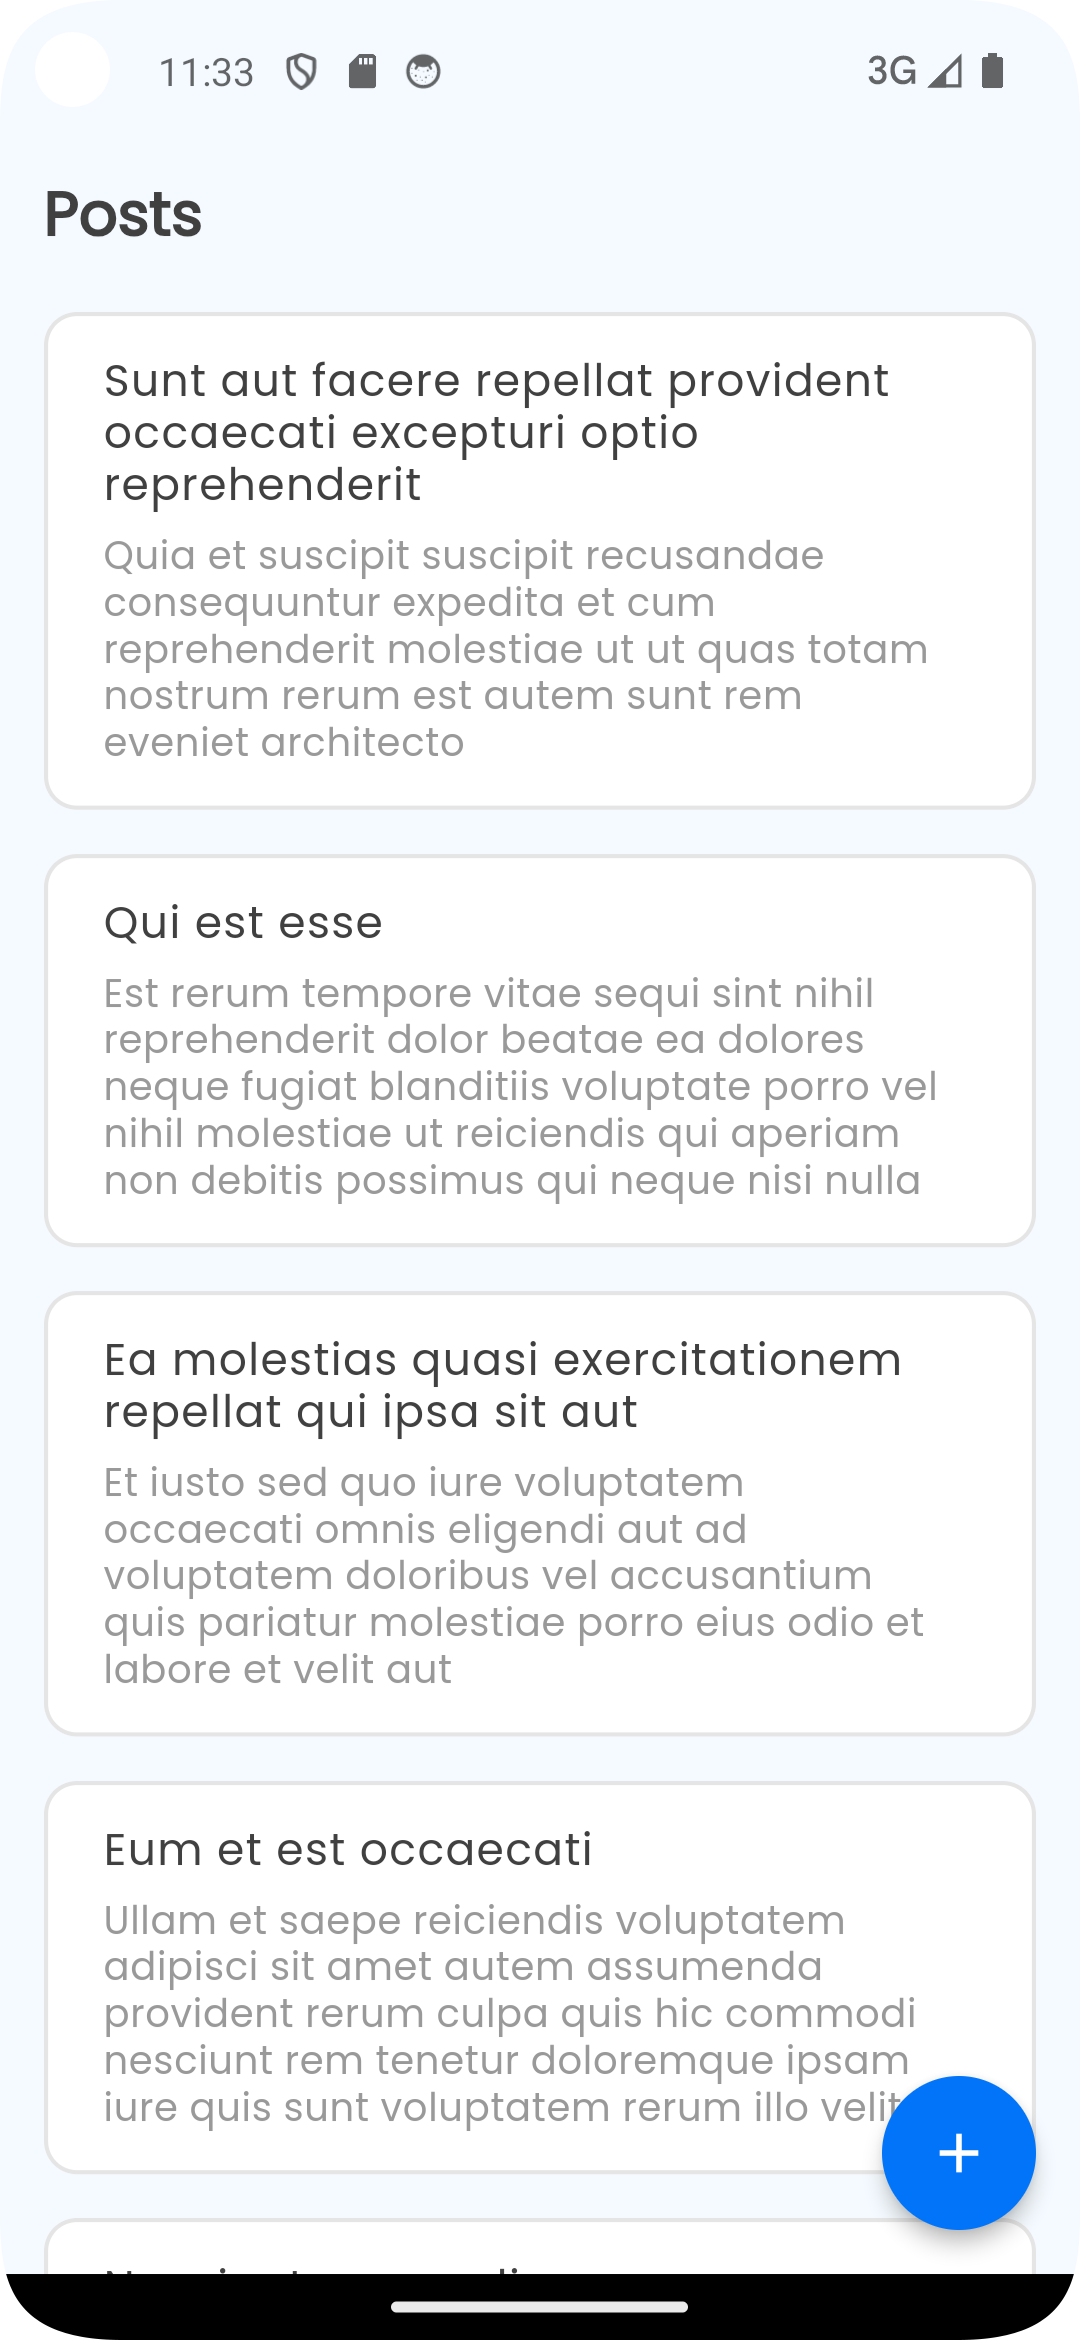 11:33
3G
Posts
Sunt aut facere repellat provident
occaecati excepturi optio
reprehenderit
Quia et suscipit suscipit recusandae
consequuntur expedita et cum
reprehenderit molestiae ut ut quas totam
nostrum rerum est autem sunt rem
eveniet architecto
Qui est esse
Est rerum tempore vitae sequi sint nihil
reprehenderit dolor beatae ea dolores
neque fugiat blanditiis voluptate porro vel
nihil molestiae ut reiciendis qui aperiam
non debitis possimus qui neque nisi nulla
Ea molestias quasi exercitationem
repellat qui ipsa sit aut
Et iusto sed quo iure voluptatem
occaecati omnis eligendi aut ad
voluptatem doloribus vel accusantium
quis pariatur molestiae porro eius odio et
labore et velit aut
Eum et est occaecati
Ullam et saepe reiciendis voluptatem
adipisci sit amet autem assumenda
provident rerum culpa quis hic commodi
nesciunt rem tenetur doloremque ipsam
iure quis sunt voluptatem rerum illo velit